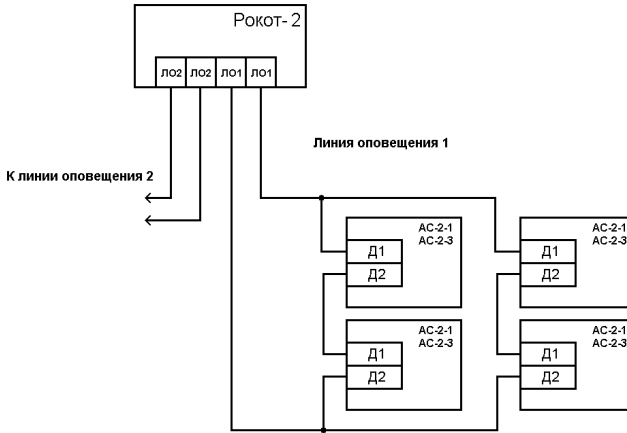 Рокот-2
ЛО2 ЛО2 ЛО1 ЛО1
Линия оповещения 1
К линии оповещения 2
АС-2-1
АС-2-3
Д1
Д2
АС-2-1
АС-2-3
Д1
Д2
АС-2-1
АС-2-3
Д1
Д2
АС-2-1
АС-2-3
Д1
Д2